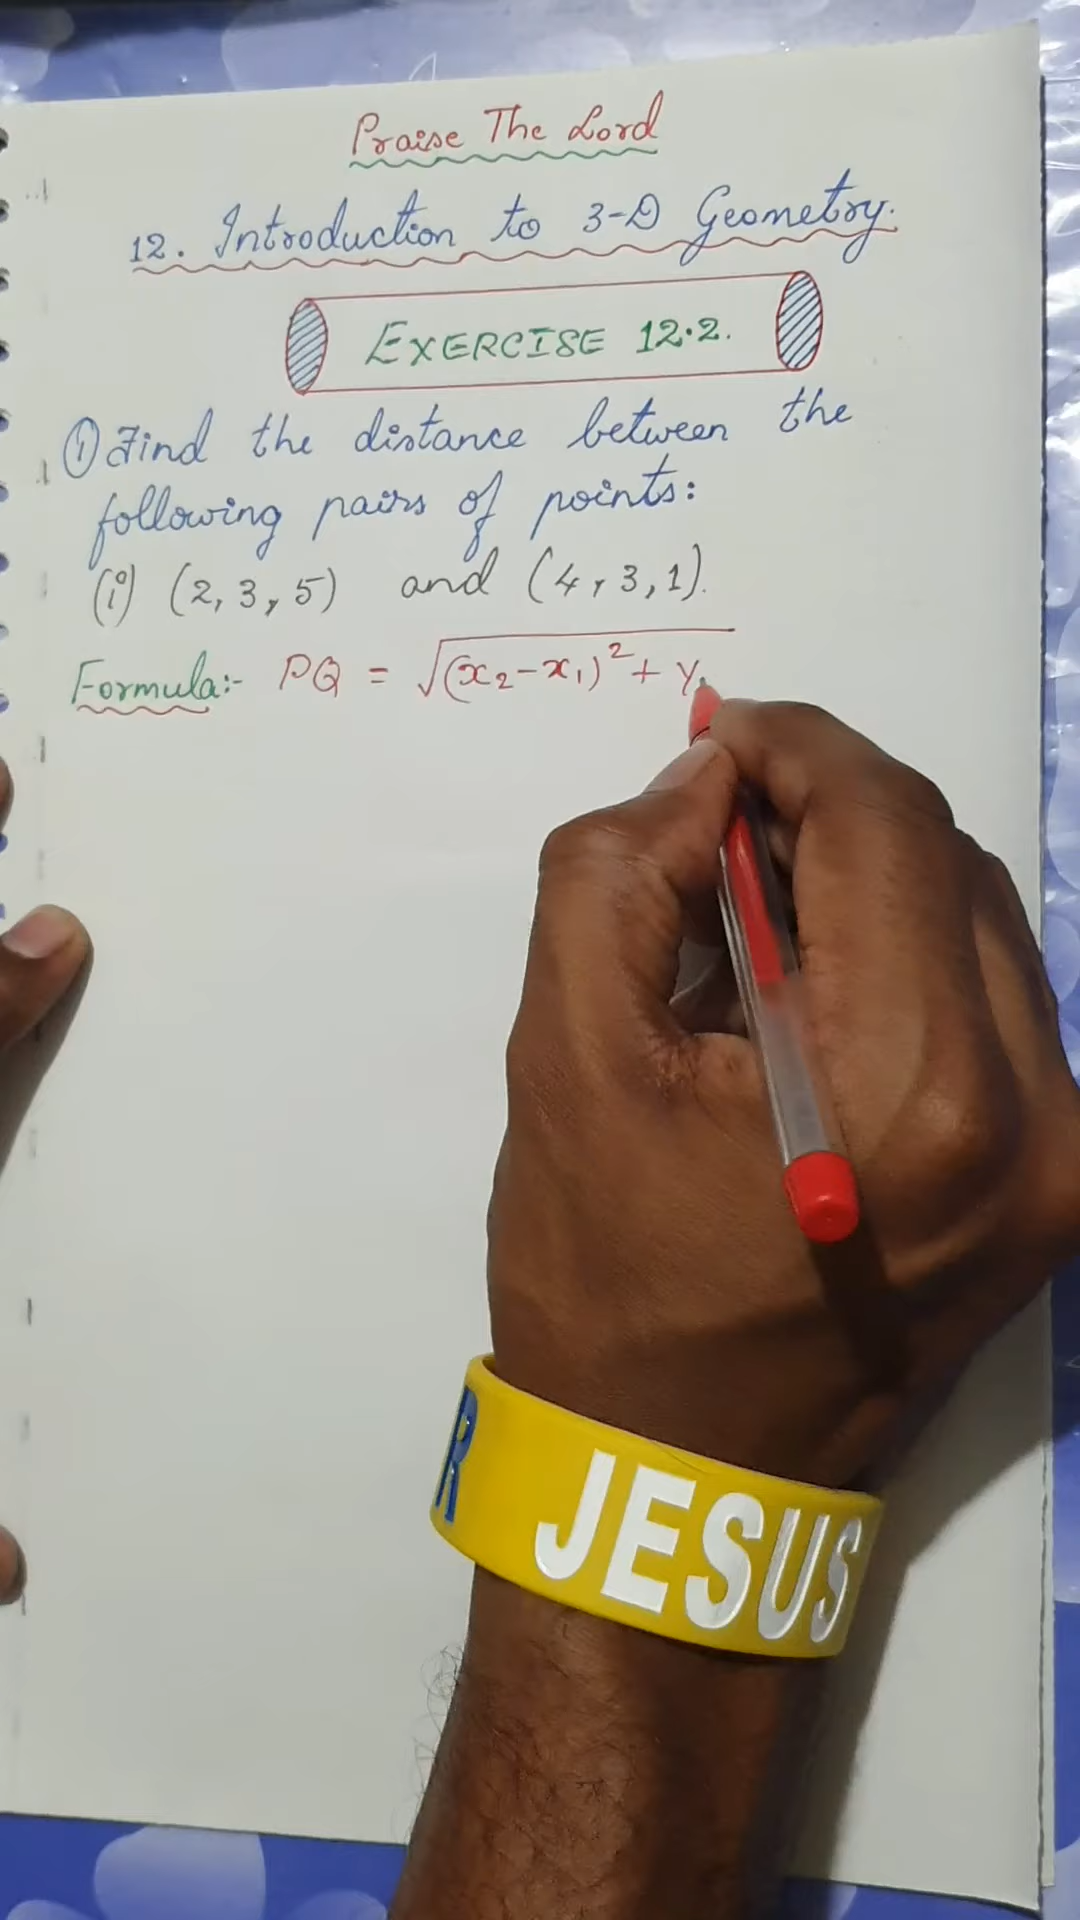 Praise The Lord
12. Introduction to 3-D Geometry.
EXERCISE 12.2.
① Find the distance between the
following pairs of points:
(i) (2, 3, 5) and (4, 3, 1).
Formula:- PQ = √(x₂-x₁)² + y
R JESUS